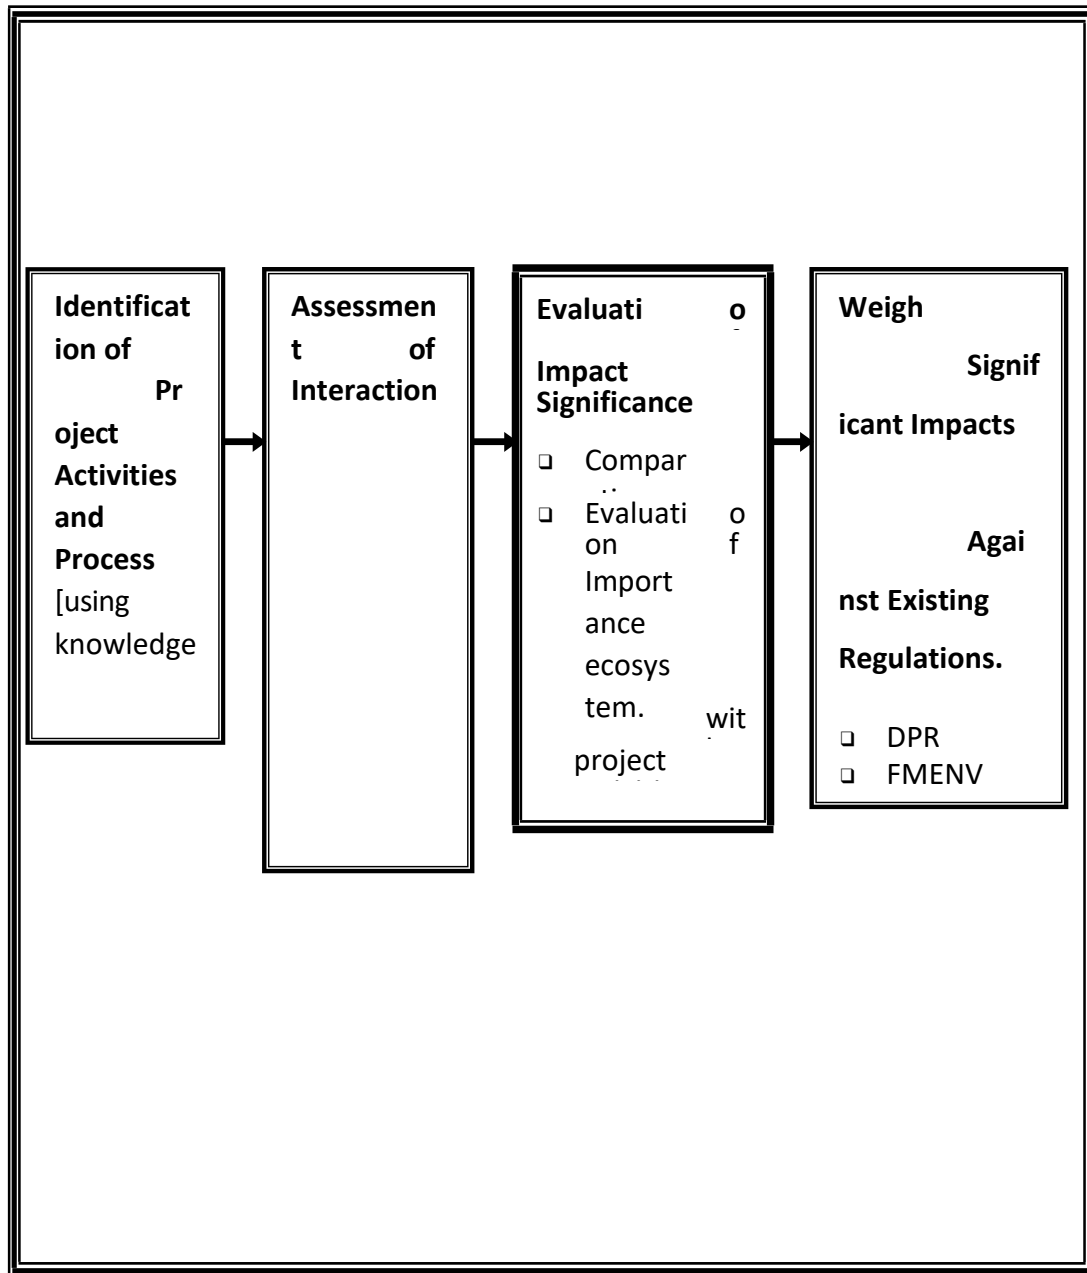 Identificat
ion of
Pr
oject
Activities
and
Process
[using
knowledge
Assessmen
t of
Interaction
Evaluati o
Impact
Significance
❑ Compar
❑ Evaluati o
on f
Import
ance
ecosys
tem.
wit
project
Weigh
Signif
icant Impacts
Agai
nst Existing
Regulations.
❑ DPR
❑ FMENV